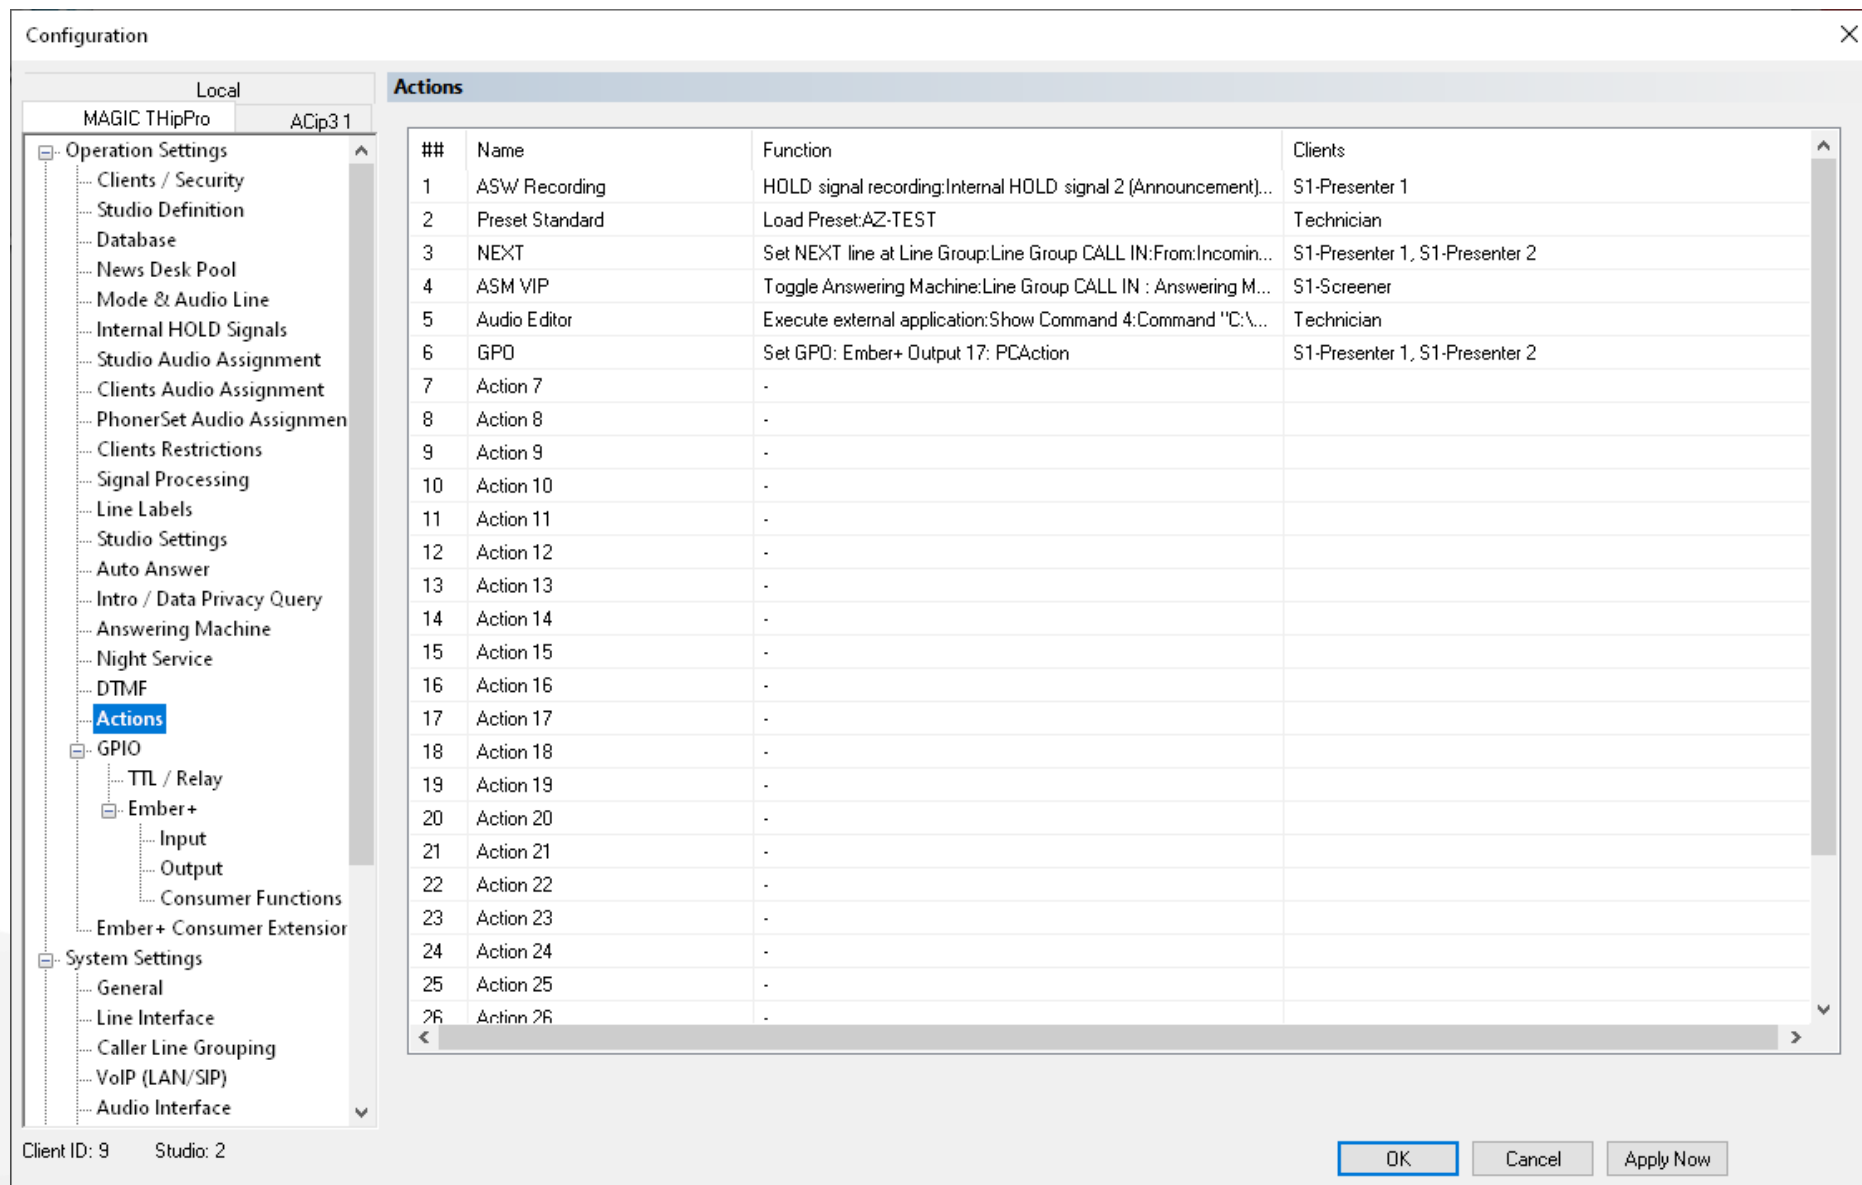 Configuration
Local
MAGIC THipPro
ACip3 1
Operation Settings
Clients / Security
Studio Definition
Database
News Desk Pool
Mode & Audio Line
Internal HOLD Signals
Studio Audio Assignment
Clients Audio Assignment
PhonerSet Audio Assignmen
Clients Restrictions
Signal Processing
Line Labels
Studio Settings
Auto Answer
Intro / Data Privacy Query
Answering Machine
Night Service
DTMF
Actions
GPIO
TTL / Relay
Ember+
Input
Output
Consumer Functions
Ember+ Consumer Extension
System Settings
General
Line Interface
Caller Line Grouping
VoIP (LAN/SIP)
Audio Interface
Client ID: 9 Studio: 2
Actions
## Name Function Clients
1 ASW Recording HOLD signal recording:Internal HOLD signal 2 (Announcement)... S1-Presenter 1
2 Preset Standard Load Preset:AZ-TEST Technician
3 NEXT Set NEXT line at Line Group:Line Group CALL IN:From:Incomin... S1-Presenter 1, S1-Presenter 2
4 ASM VIP Toggle Answering Machine:Line Group CALL IN : Answering M... S1-Screener
5 Audio Editor Execute external application:Show Command 4:Command "C:\... Technician
6 GPO Set GPO: Ember+ Output 17: PCAction S1-Presenter 1, S1-Presenter 2
7 Action 7 -
8 Action 8 -
9 Action 9 -
10 Action 10 -
11 Action 11 -
12 Action 12 -
13 Action 13 -
14 Action 14 -
15 Action 15 -
16 Action 16 -
17 Action 17 -
18 Action 18 -
19 Action 19 -
20 Action 20 -
21 Action 21 -
22 Action 22 -
23 Action 23 -
24 Action 24 -
25 Action 25 -
26 Action 26 -
OK Cancel Apply Now